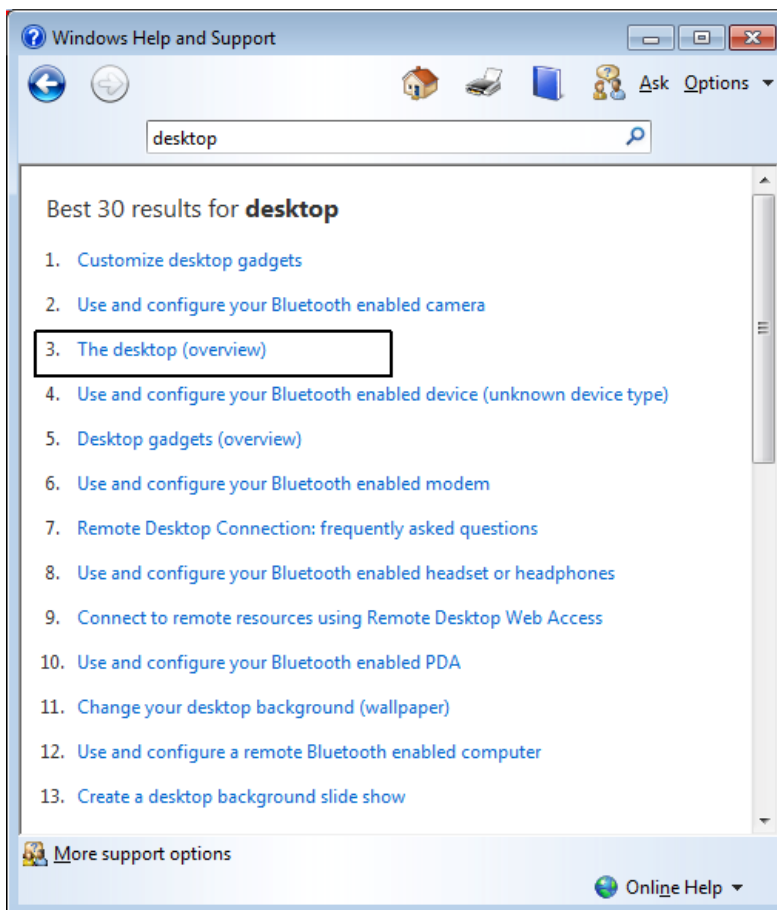 Windows Help and Support
Ask Options
desktop
Best 30 results for desktop
1. Customize desktop gadgets
2. Use and configure your Bluetooth enabled camera
3. The desktop (overview)
4. Use and configure your Bluetooth enabled device (unknown device type)
5. Desktop gadgets (overview)
6. Use and configure your Bluetooth enabled modem
7. Remote Desktop Connection: frequently asked questions
8. Use and configure your Bluetooth enabled headset or headphones
9. Connect to remote resources using Remote Desktop Web Access
10. Use and configure your Bluetooth enabled PDA
11. Change your desktop background (wallpaper)
12. Use and configure a remote Bluetooth enabled computer
13. Create a desktop background slide show
More support options
Online Help